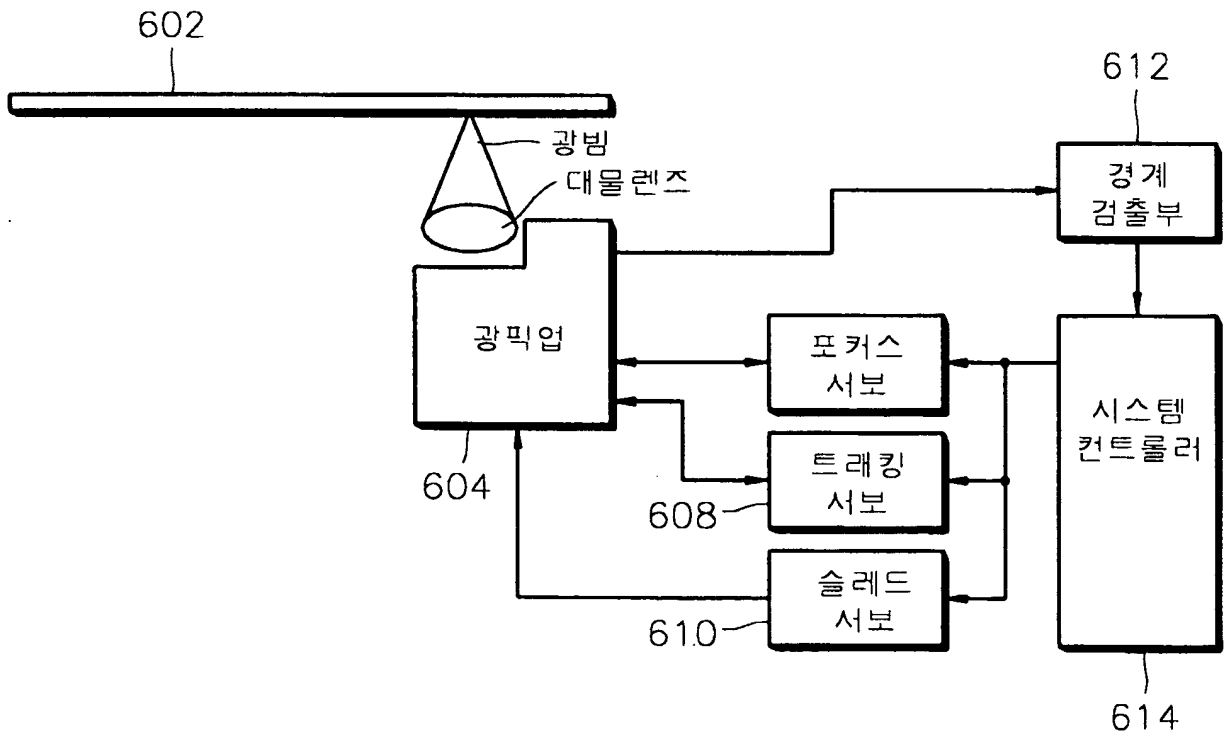 602
612
광빔
대물렌즈
경계
검출부
광픽업
포커스
서보
시스템
컨트롤러
604
트래킹
서보
608
슬레드
서보
610
614